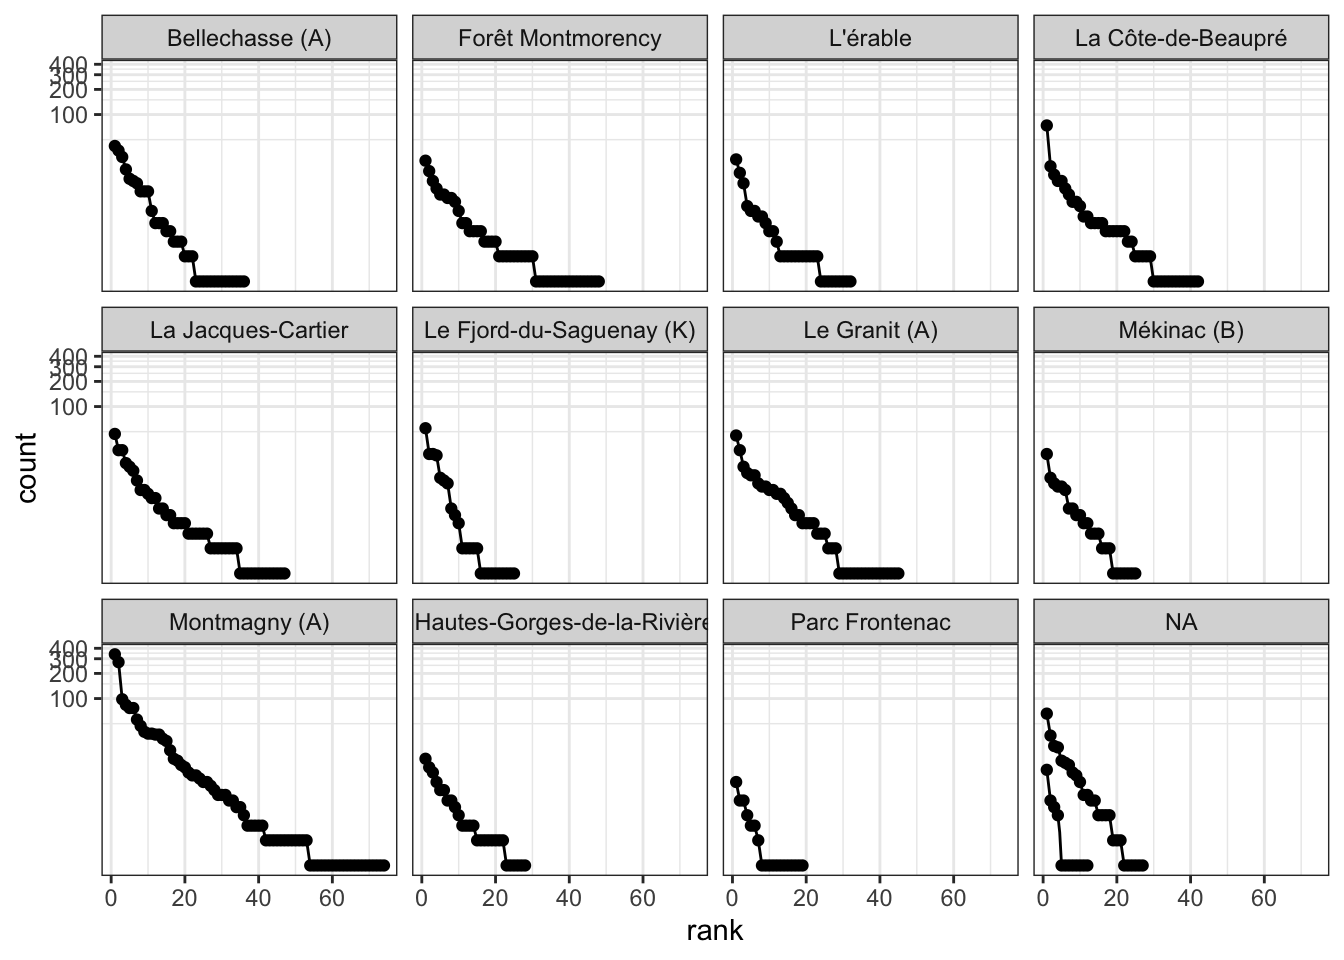 Bellechasse (A) Forêt Montmorency L'érable La Côte-de-Beaupré
400
300
200
100
La Jacques-Cartier Le Fjord-du-Saguenay (K) Le Granit (A) Mékinac (B)
400
300
200
100
count
Montmagny (A) Hautes-Gorges-de-la-Rivière Parc Frontenac NA
400
300
200
100
0 20 40 60 0 20 40 60 0 20 40 60 0 20 40 60
rank